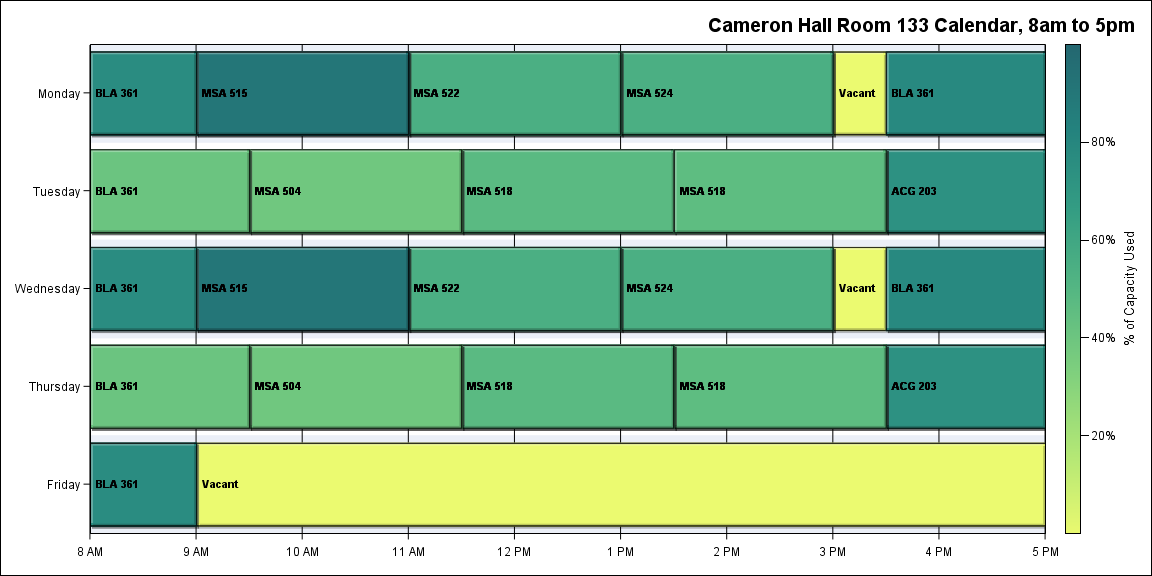 Cameron Hall Room 133 Calendar, 8am to 5pm
Monday BLA 361 MSA 515 MSA 522 MSA 524 Vacant BLA 361
Tuesday BLA 361 MSA 504 MSA 518 MSA 518 ACG 203
Wednesday BLA 361 MSA 515 MSA 522 MSA 524 Vacant BLA 361
Thursday BLA 361 MSA 504 MSA 518 MSA 518 ACG 203
Friday BLA 361 Vacant
8 AM 9 AM 10 AM 11 AM 12 PM 1 PM 2 PM 3 PM 4 PM 5 PM
80%
60%
40%
20%
% of Capacity Used